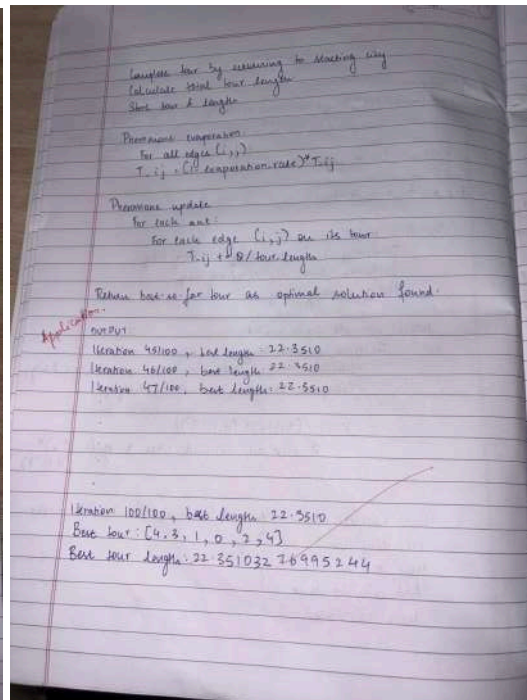 Complete tour by returning to starting city
Calculate total tour length
Store tour & length
Pheromone evaporation:
For all edges (i,j)
T_ij = (1-evaporation_rate)*T_ij
Pheromone update
For each ant:
For each edge (i,j) on its tour
T_ij += Q/tour_length
Return best-so-far tour as optimal solution found.
Application.
OUTPUT
Iteration 45/100, best length: 22.3510
Iteration 46/100, best length: 22.3510
Iteration 47/100, best length: 22.3510
Iteration 100/100, best length: 22.3510
Best tour: [4, 3, 1, 0, 2, 4]
Best tour length: 22.35103226995244